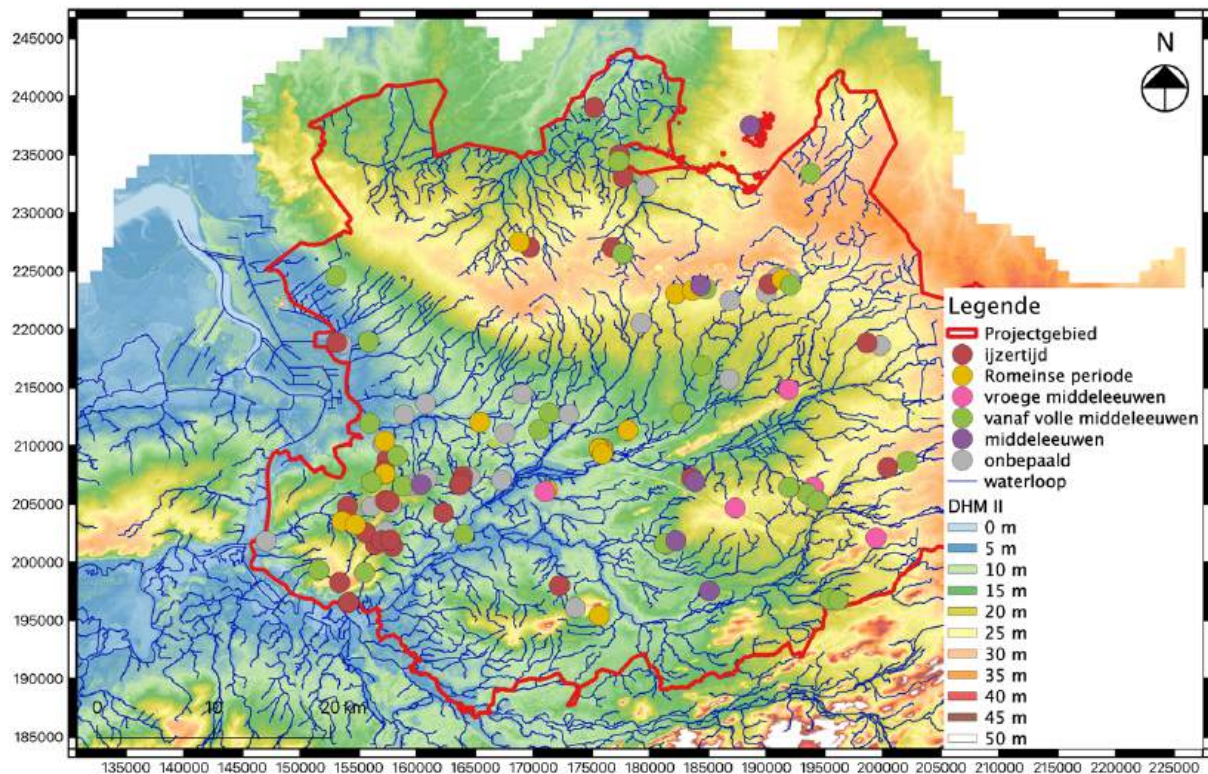 N
245000
240000
235000
230000
225000
220000
215000
210000
205000
200000
195000
190000
185000
Legende
Projectgebied
ijzertijd
Romeinse periode
vroege middeleeuwen
vanaf volle middeleeuwen
middeleeuwen
onbepaald
waterloop
DHM II
0 m
5 m
10 m
15 m
20 m
25 m
30 m
35 m
40 m
45 m
50 m
0 10 20 km
135000 140000 145000 150000 155000 160000 165000 170000 175000 180000 185000 190000 195000 200000 205000 210000 215000 220000 225000